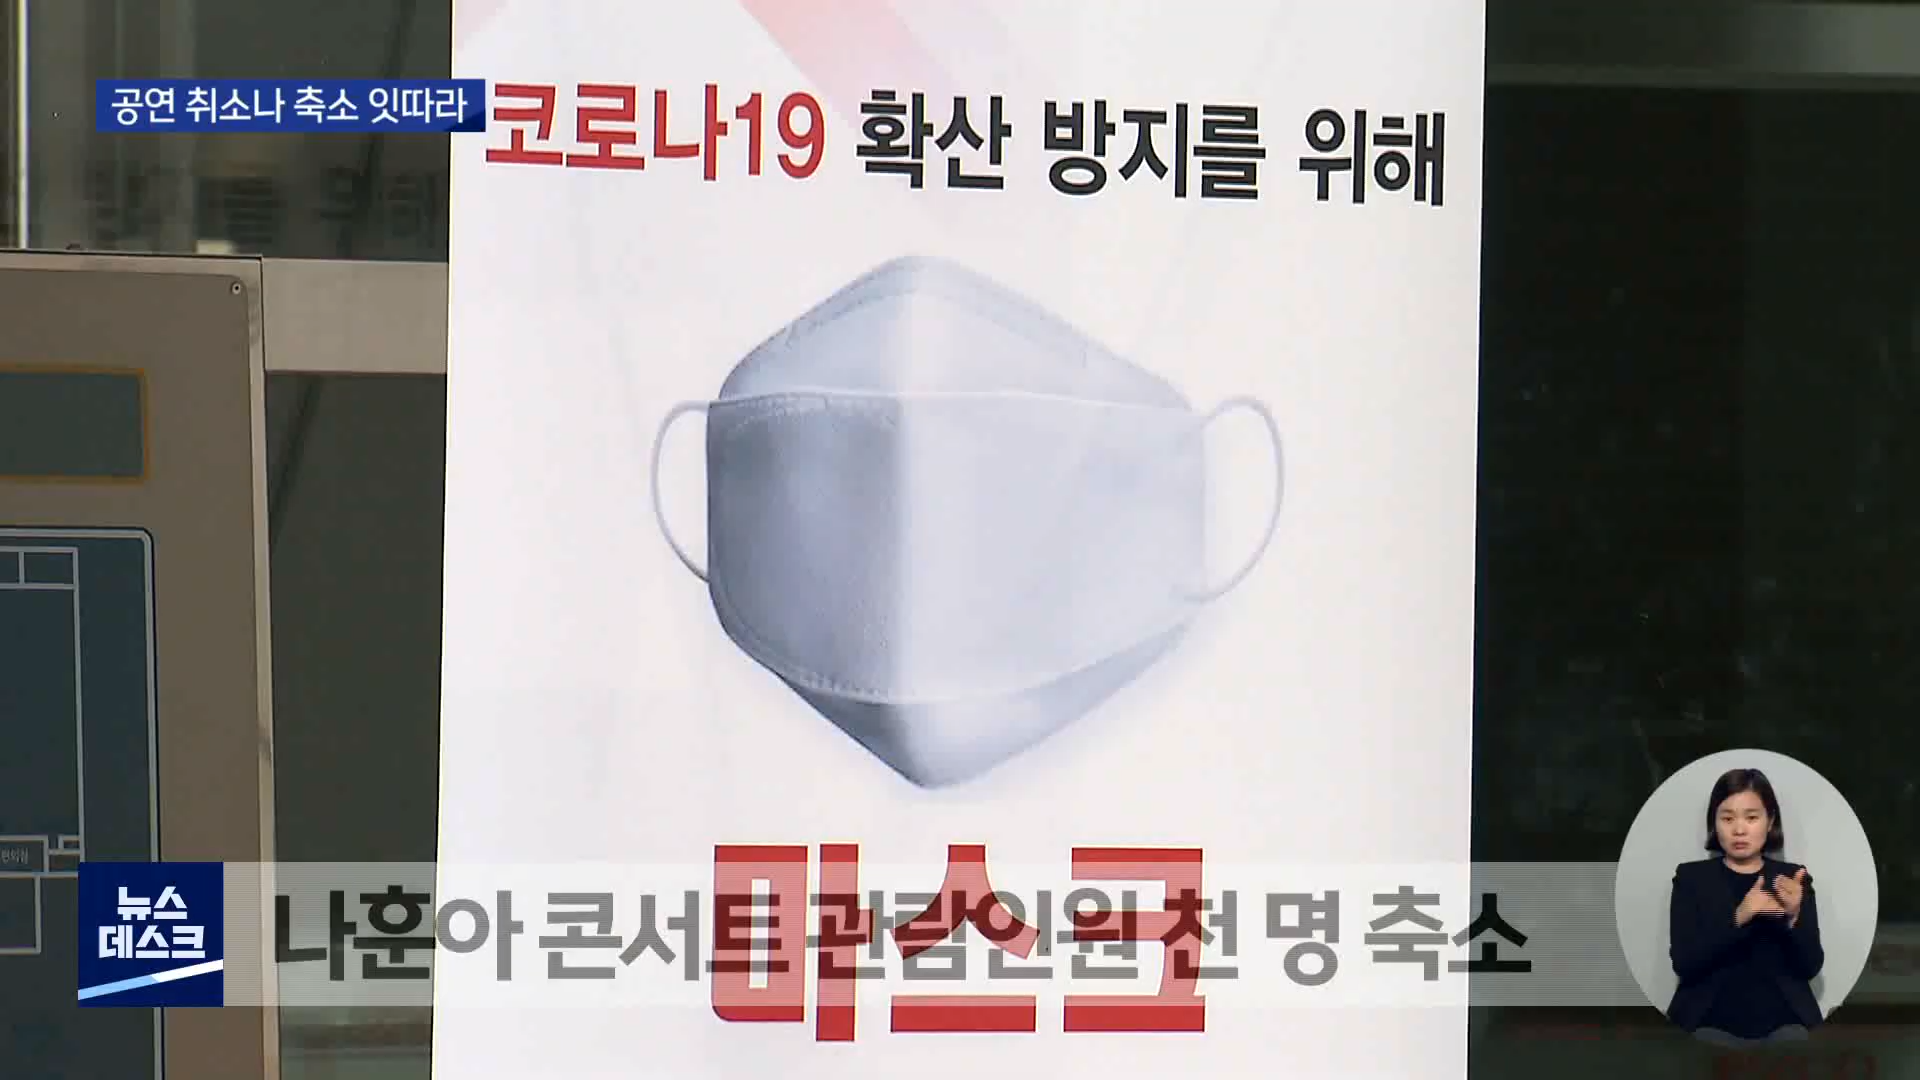 공연 취소나 축소 잇따라
코로나19 확산 방지를 위해
마스크
뉴스
데스크
나훈아 콘서트 관람인원 천 명 축소